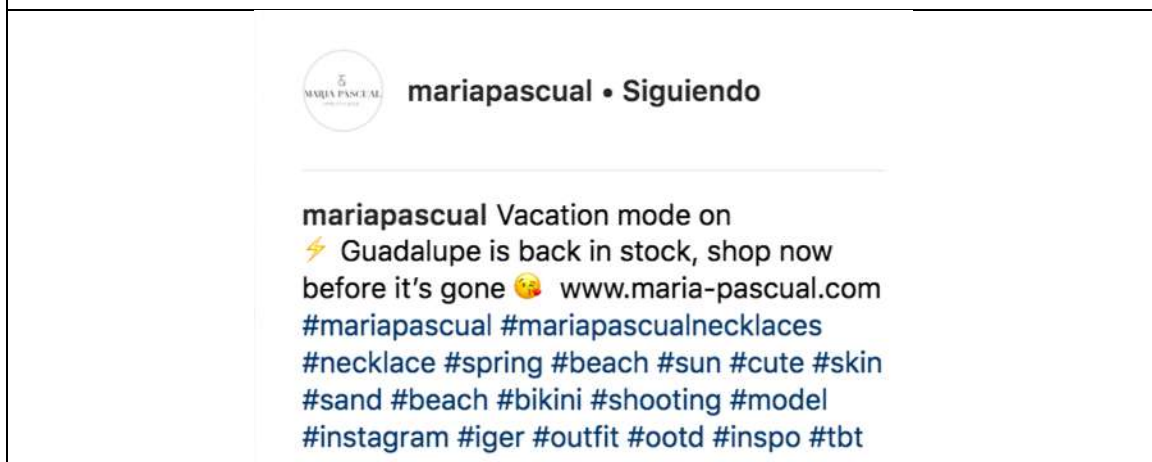 MARIA PASCUAL
mariapascual • Siguiendo
mariapascual Vacation mode on
⚡ Guadalupe is back in stock, shop now
before it's gone 😘 www.maria-pascual.com
#mariapascual #mariapascualnecklaces
#necklace #spring #beach #sun #cute #skin
#sand #beach #bikini #shooting #model
#instagram #iger #outfit #ootd #inspo #tbt